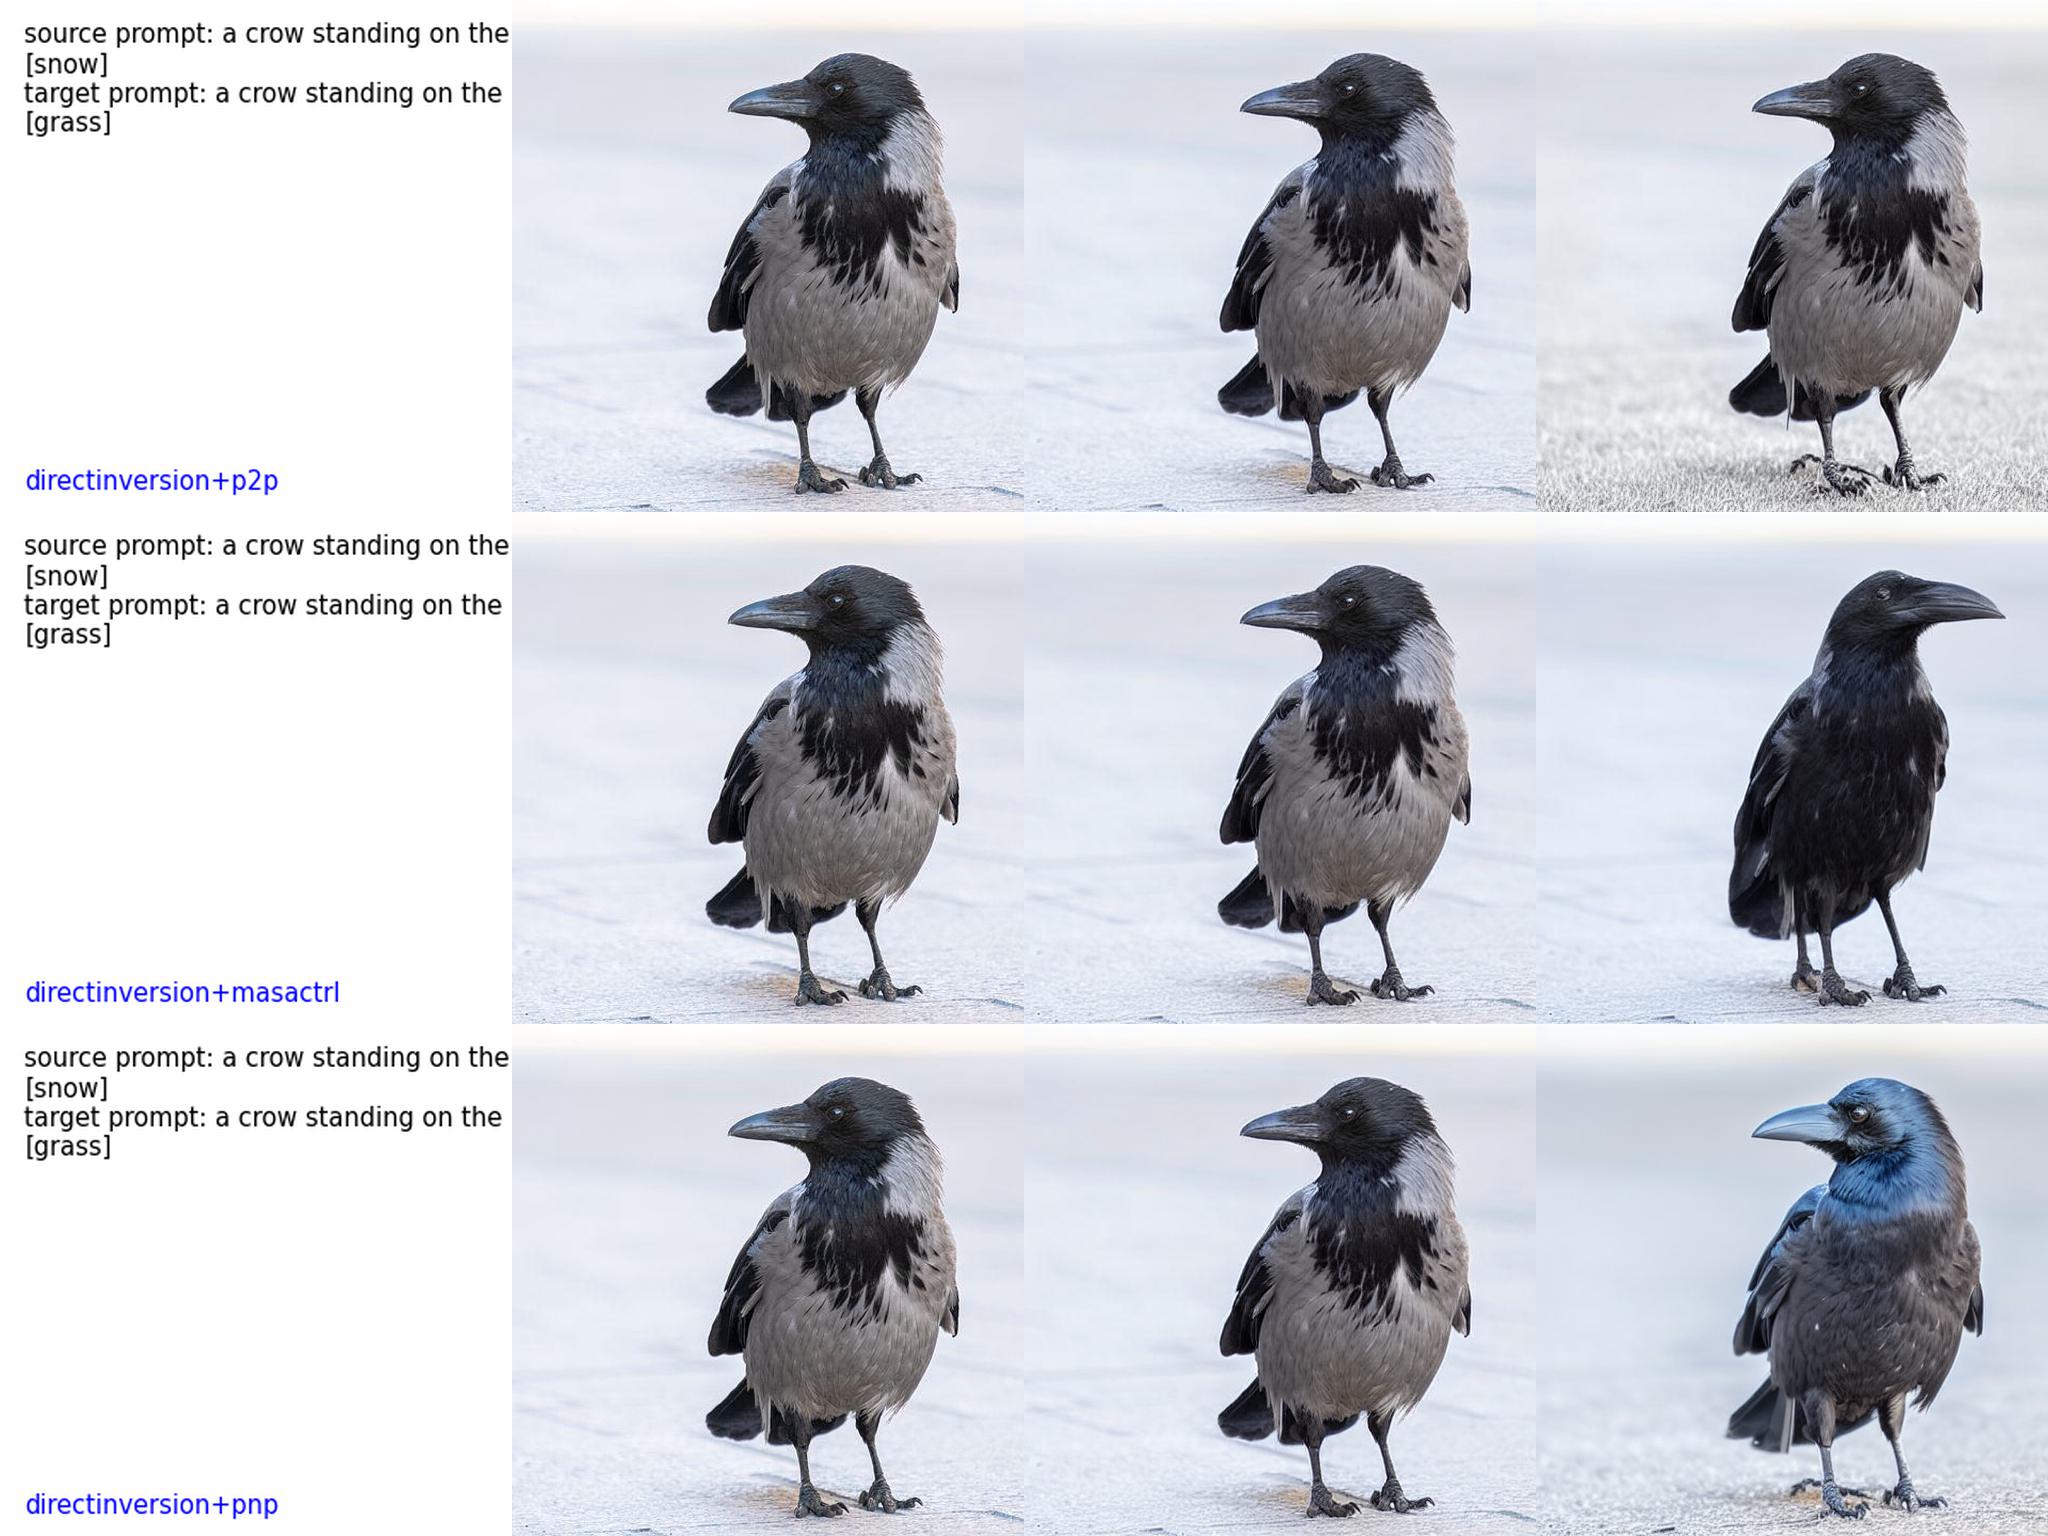 source prompt: a crow standing on the
[snow]
target prompt: a crow standing on the
[grass]
directinversion+p2p
source prompt: a crow standing on the
[snow]
target prompt: a crow standing on the
[grass]
directinversion+masactrl
source prompt: a crow standing on the
[snow]
target prompt: a crow standing on the
[grass]
directinversion+pnp